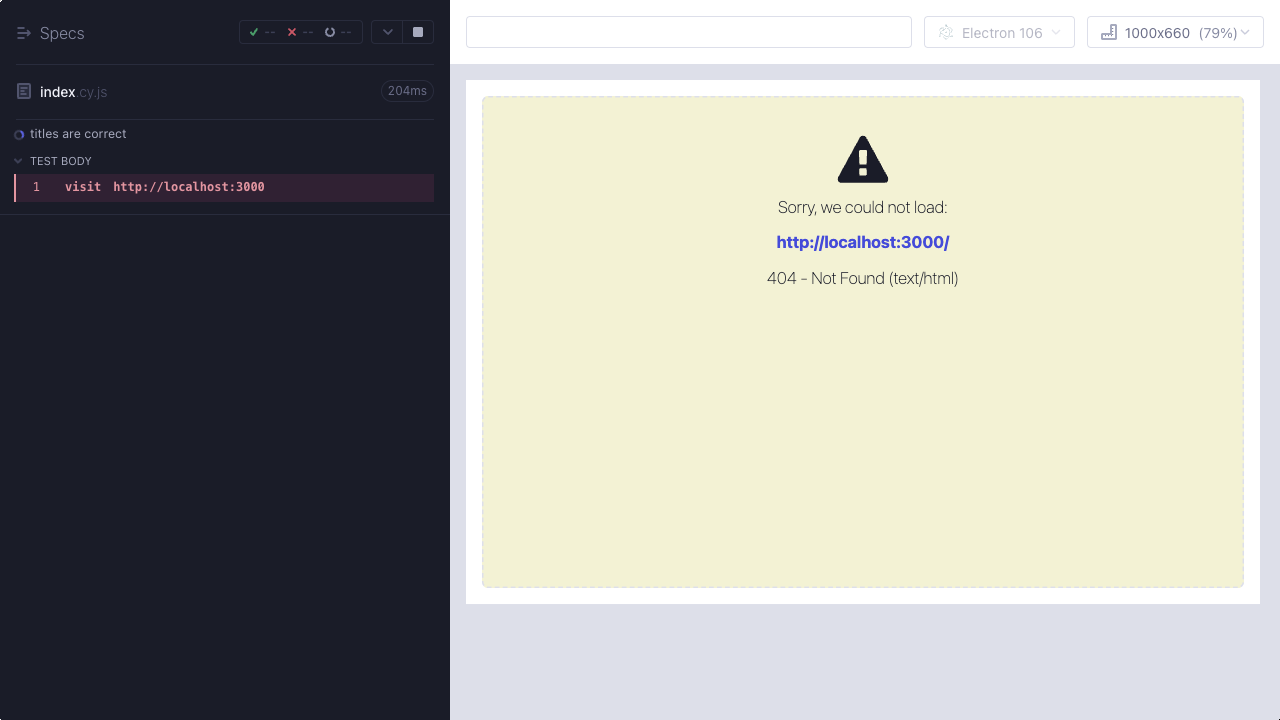 Specs
-- -- --
index.cy.js
204ms
titles are correct
TEST BODY
1 visit http://localhost:3000
Electron 106
1000x660 (79%)
Sorry, we could not load:
http://localhost:3000/
404 - Not Found (text/html)